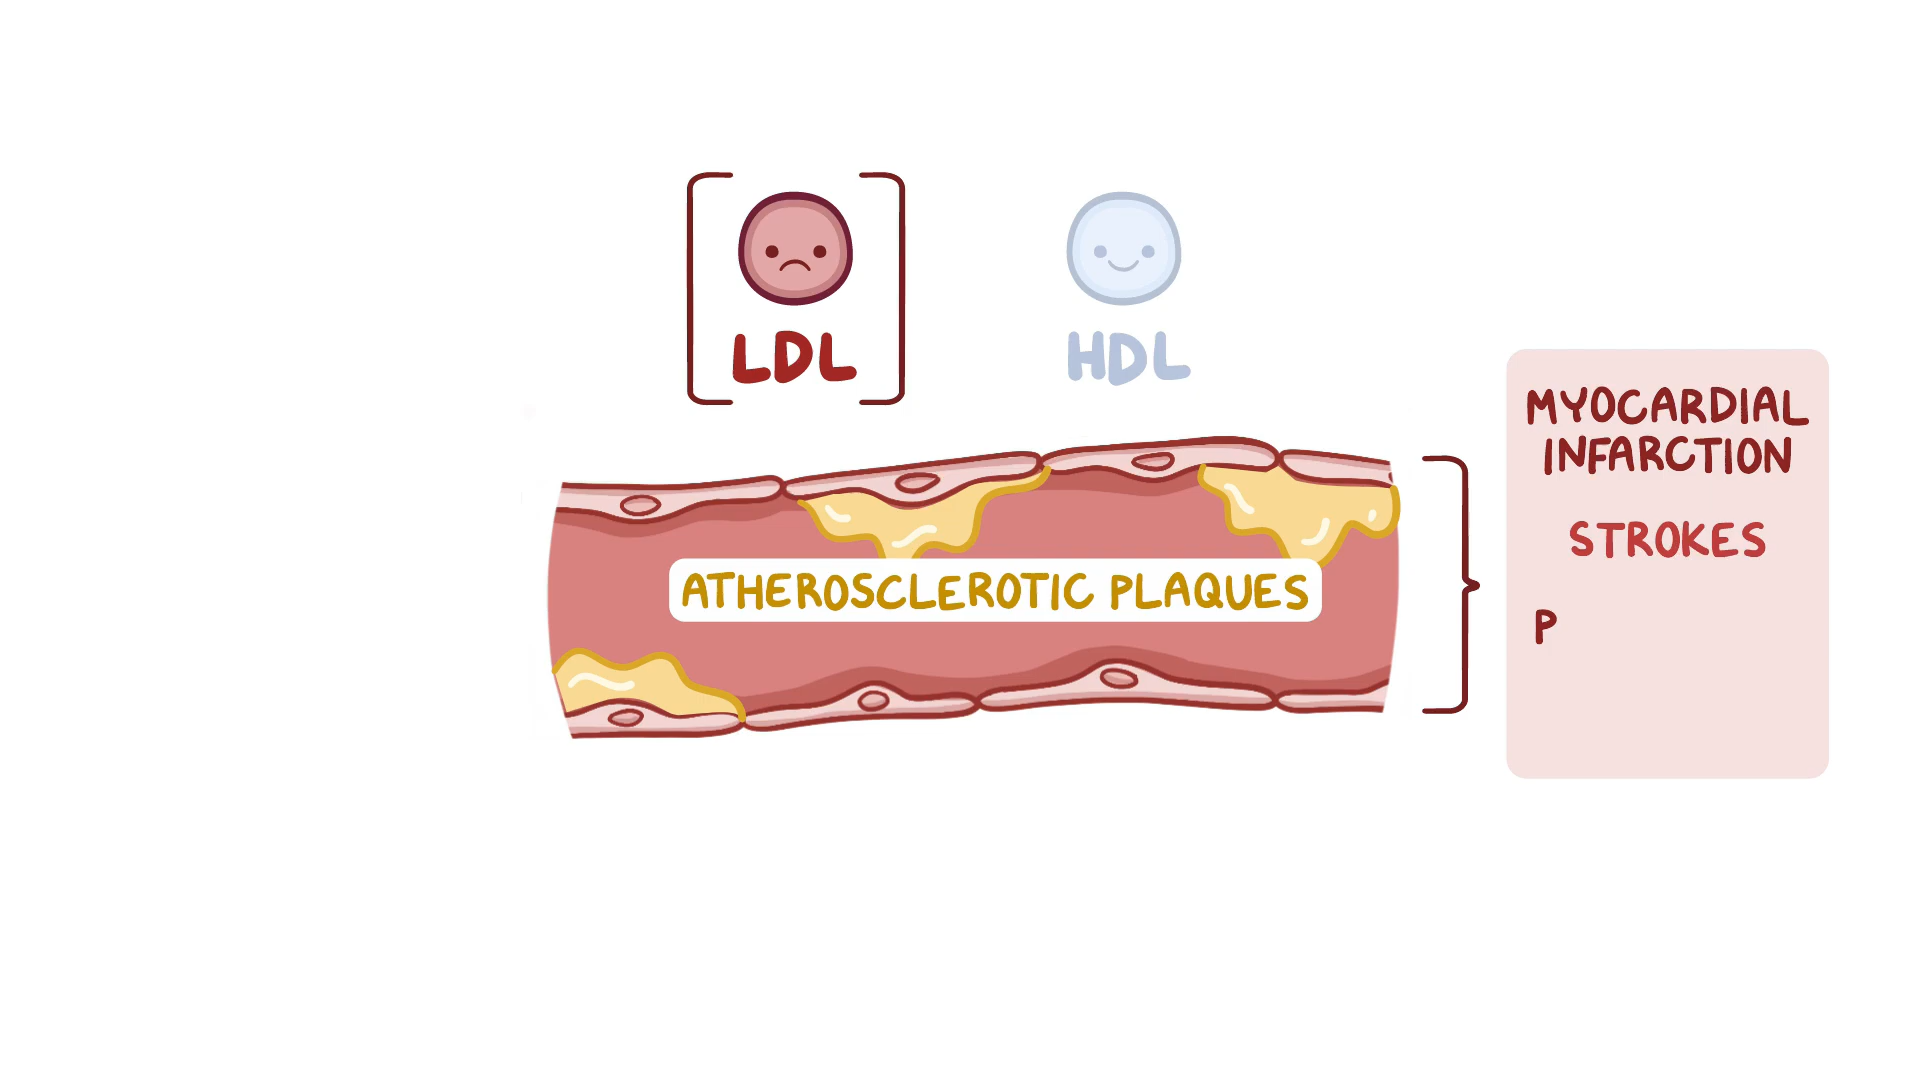 LDL
HDL
MYOCARDIAL
INFARCTION
STROKES
P
ATHEROSCLEROTIC PLAQUES